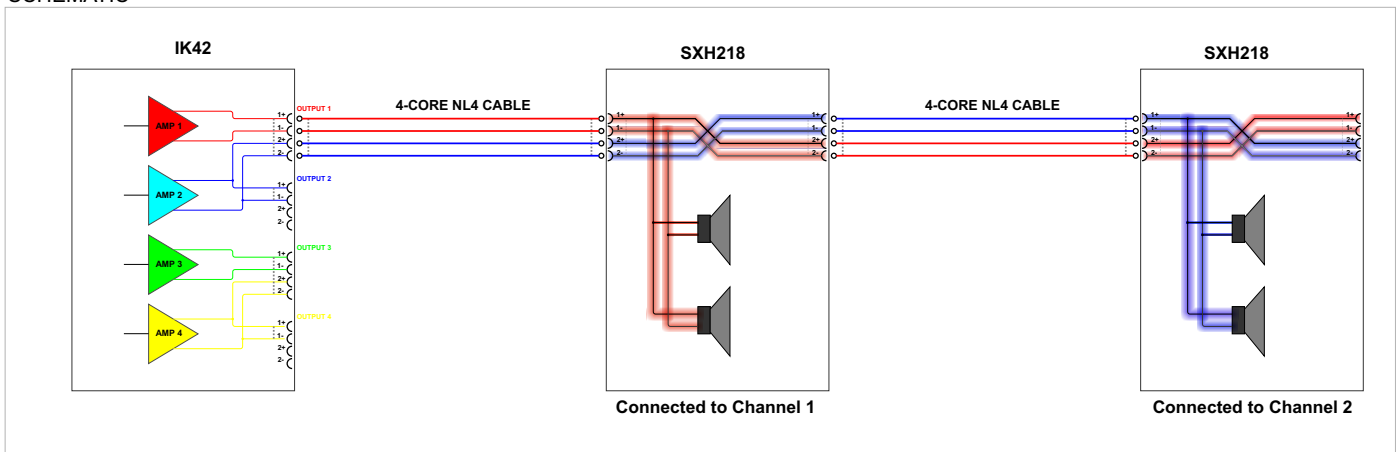 IK42
SXH218
SXH218
4-CORE NL4 CABLE
4-CORE NL4 CABLE
AMP 1
AMP 2
AMP 3
AMP 4
OUTPUT 1
1+
1-
2+
2-
OUTPUT 2
1+
1-
2+
2-
OUTPUT 3
1+
1-
2+
2-
OUTPUT 4
1+
1-
2+
2-
1+
1-
2+
2-
1+
1-
2+
2-
1+
1-
2+
2-
1+
1-
2+
2-
Connected to Channel 1
Connected to Channel 2